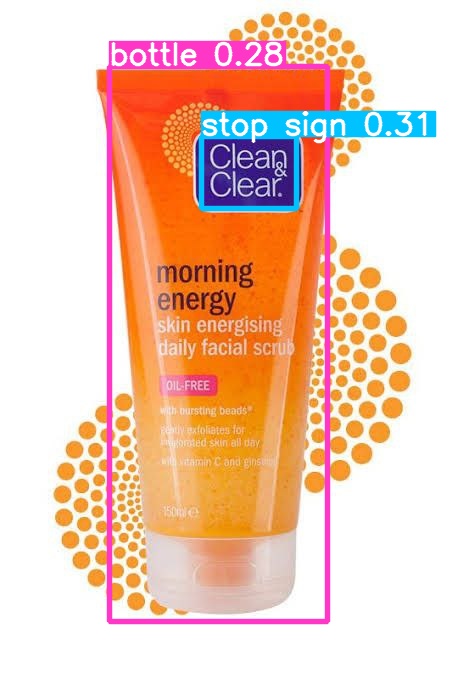 bottle 0.28
stop sign 0.31
Clean
&
Clear®
morning
energy
skin energising
daily facial scrub
OIL-FREE
with bursting beads®
gently exfoliates for
invigorated skin all day
with vitamin C and ginseng
150ml e